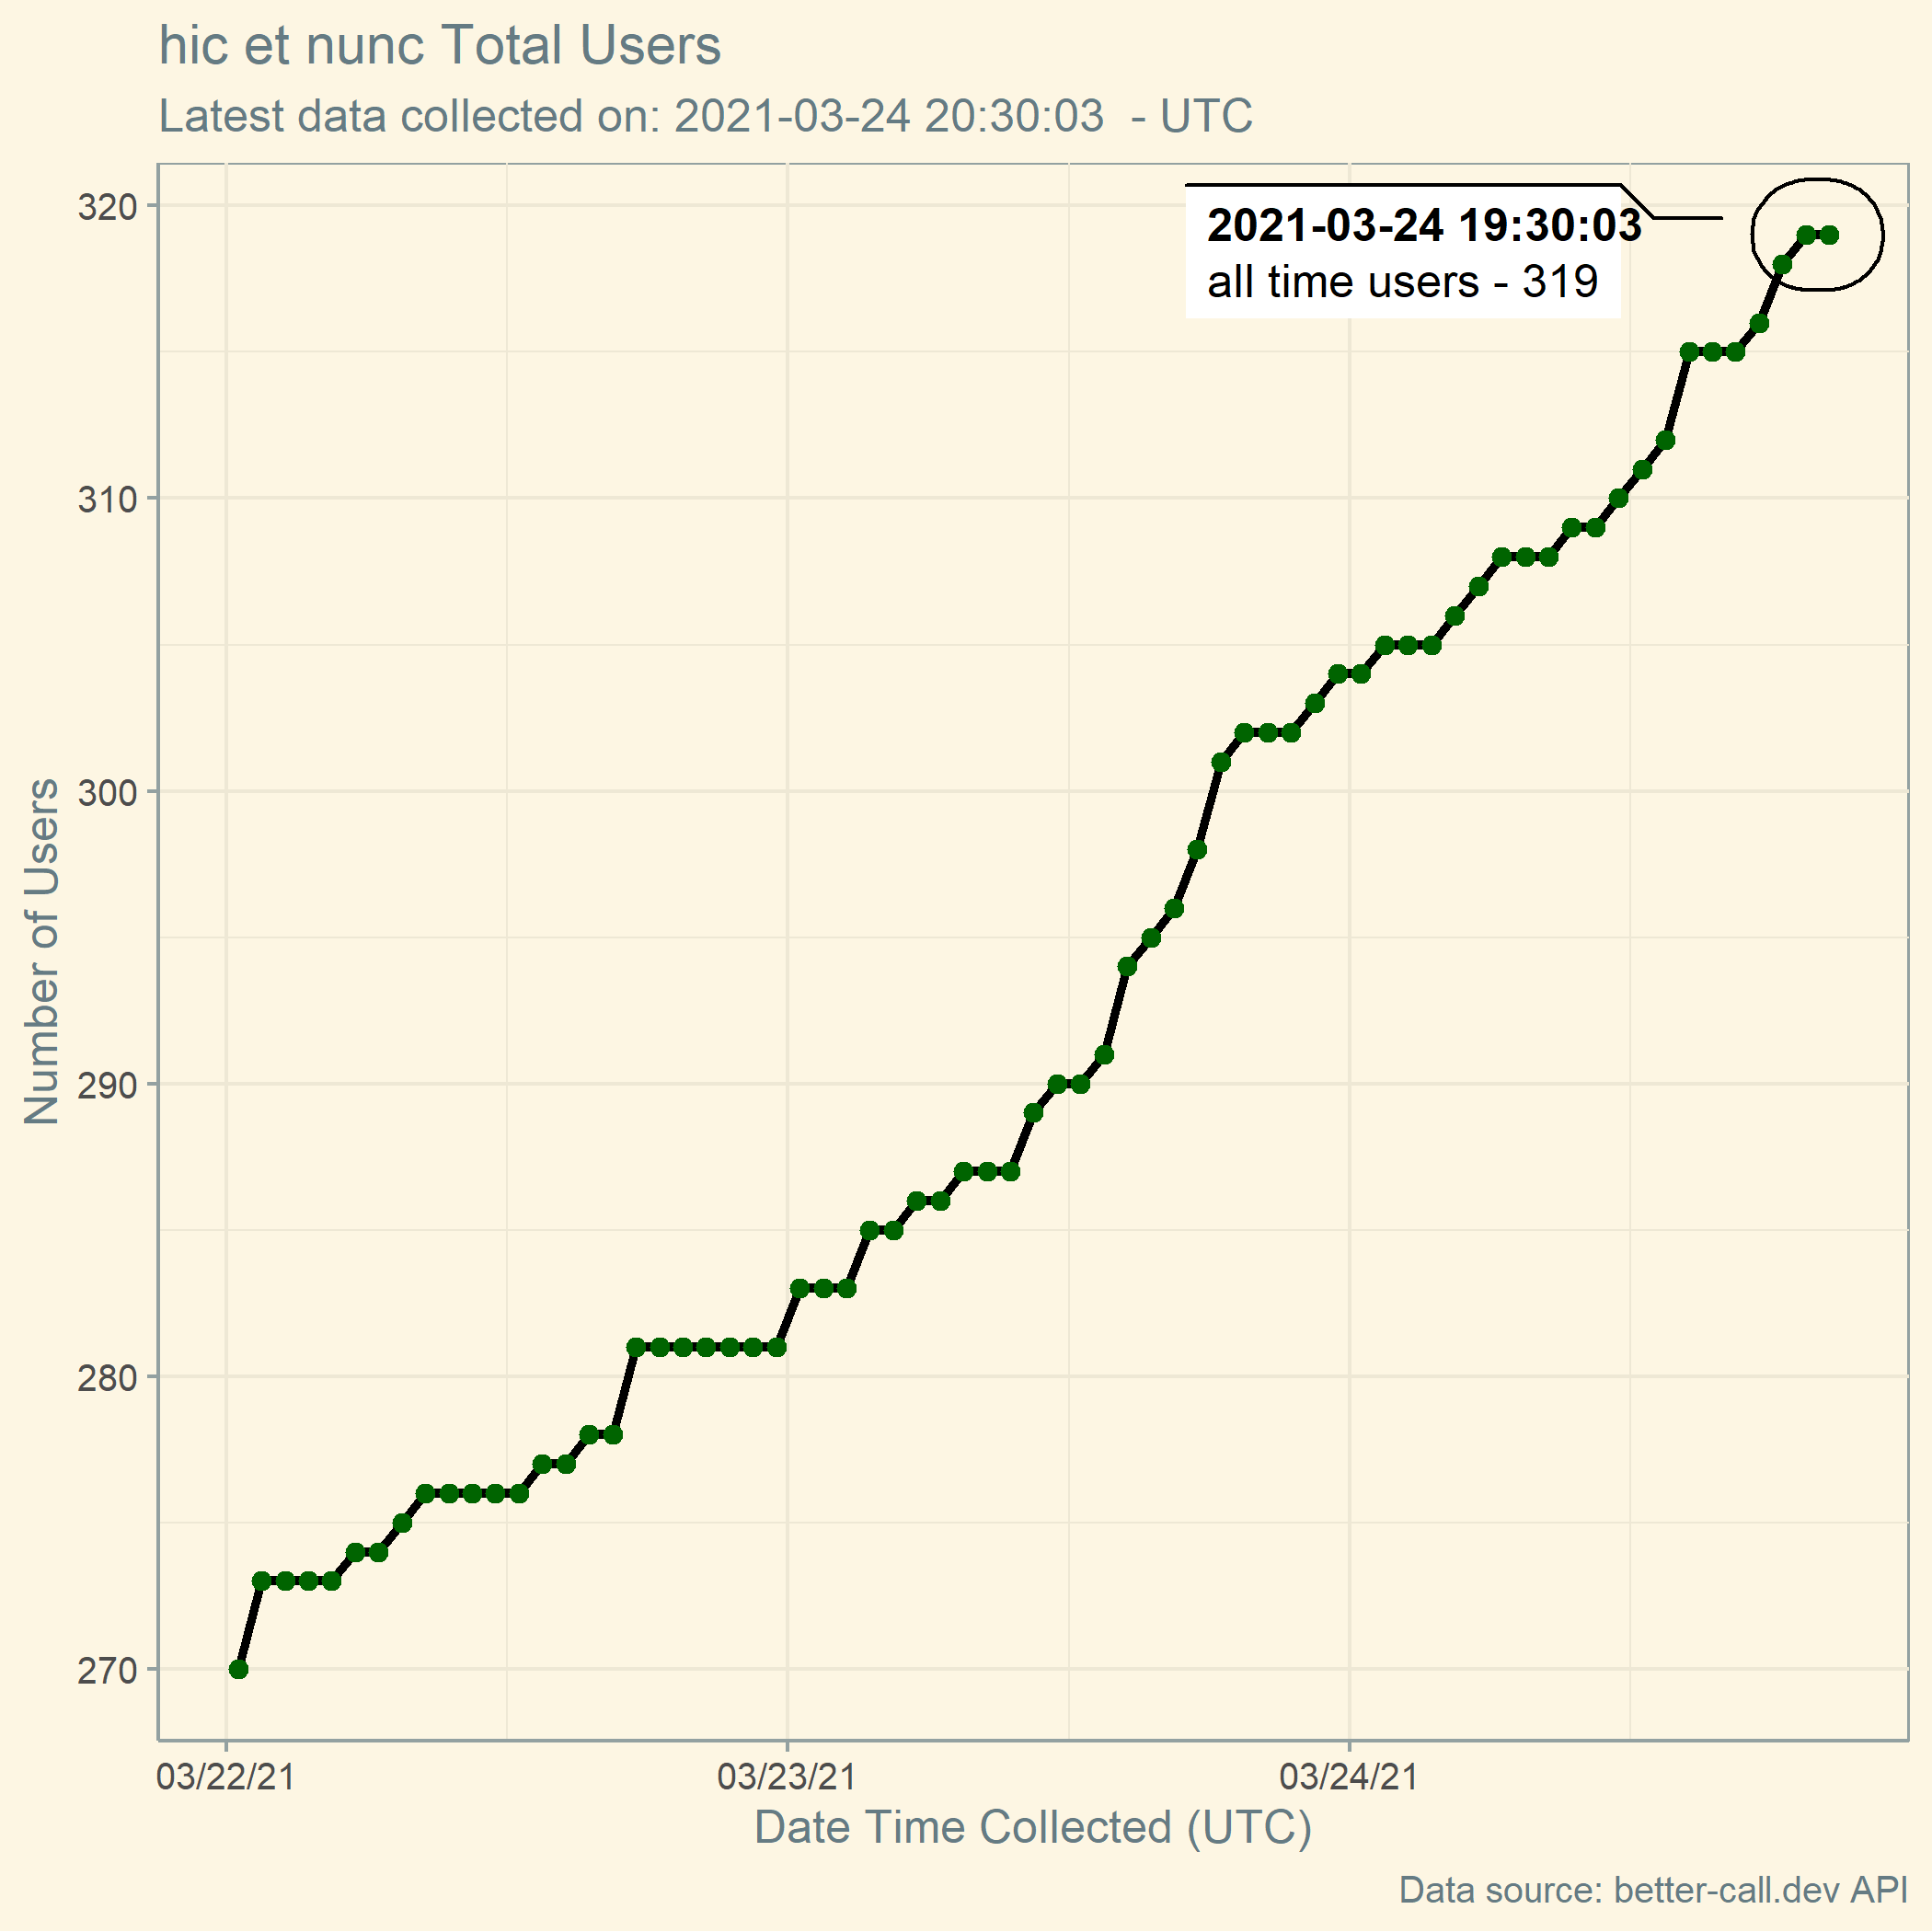 hic et nunc Total Users
Latest data collected on: 2021-03-24 20:30:03  - UTC
320
2021-03-24 19:30:03
all time users - 319
310
300
Number of Users
290
280
270
03/22/21
03/23/21
03/24/21
Date Time Collected (UTC)
Data source: better-call.dev API